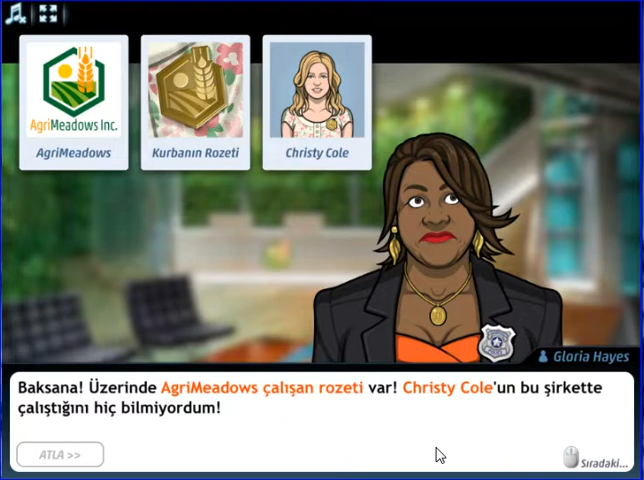 AgriMeadows Inc.
AgriMeadows
Kurbanın Rozeti
Christy Cole
Gloria Hayes
Baksana! Üzerinde AgriMeadows çalışan rozeti var! Christy Cole'un bu şirkette
çalıştığını hiç bilmiyordum!
ATLA >>
Sıradaki...